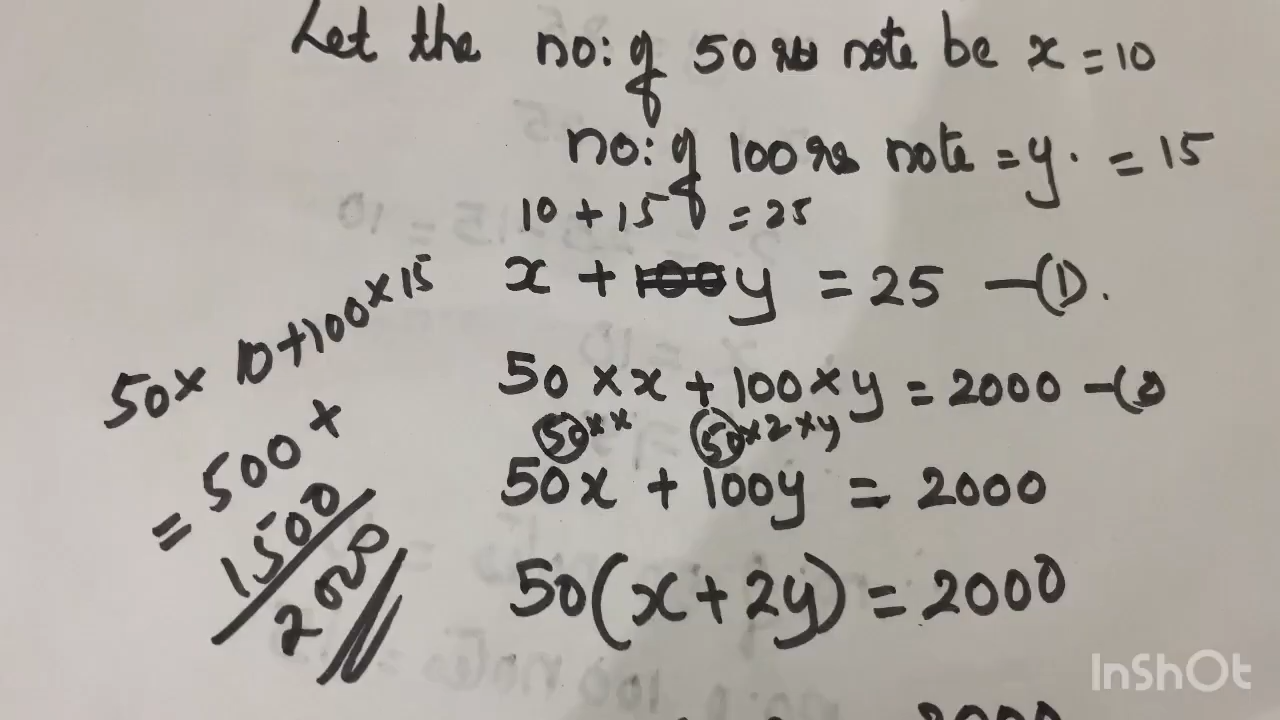 Let the no: of 50 rs note be x = 10
no: of 100 rs note = y. = 15
10 + 15 = 25
x + y = 25 —(1).
50 × x + 100 × y = 2000 —(2
50 × x 50 × 2 × y
50x + 100y = 2000
50(x + 2y) = 2000
2000
50 × 10 + 100 × 15
= 500 +
1500
2000
InShOt